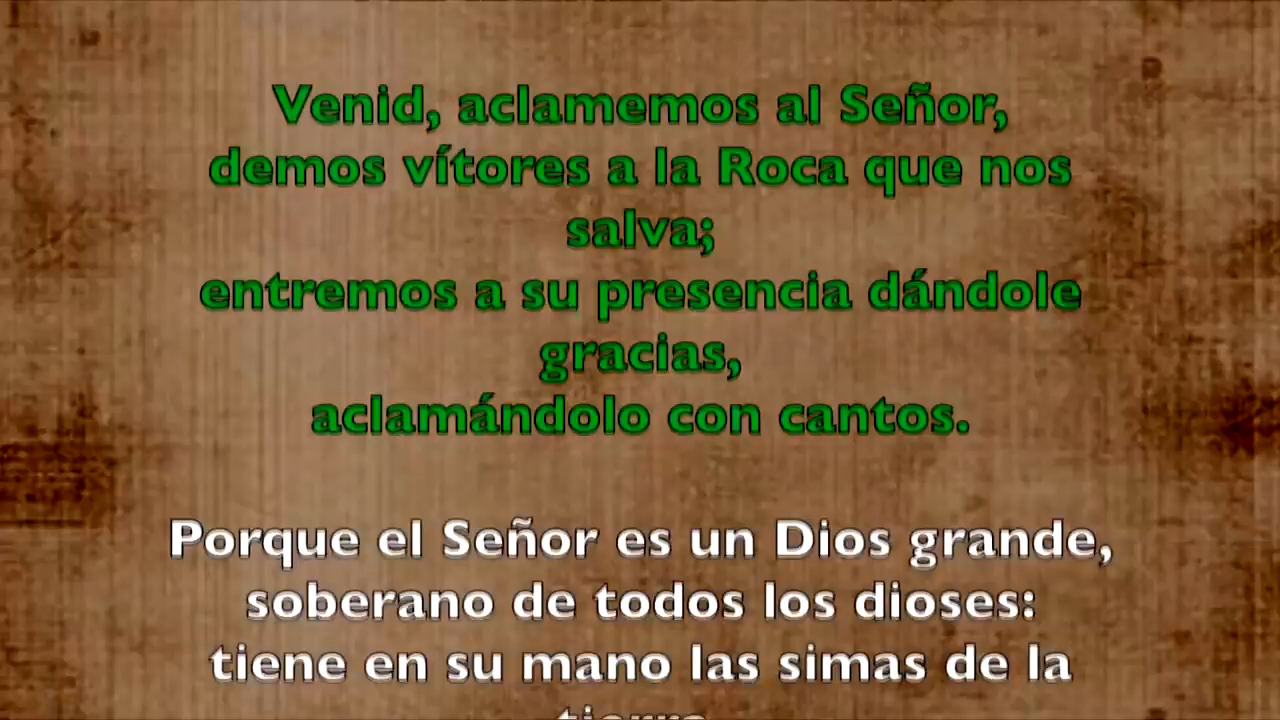 Venid, aclamemos al Señor,
demos vítores a la Roca que nos
salva;
entremos a su presencia dándole
gracias,
aclamándolo con cantos.
Porque el Señor es un Dios grande,
soberano de todos los dioses:
tiene en su mano las simas de la